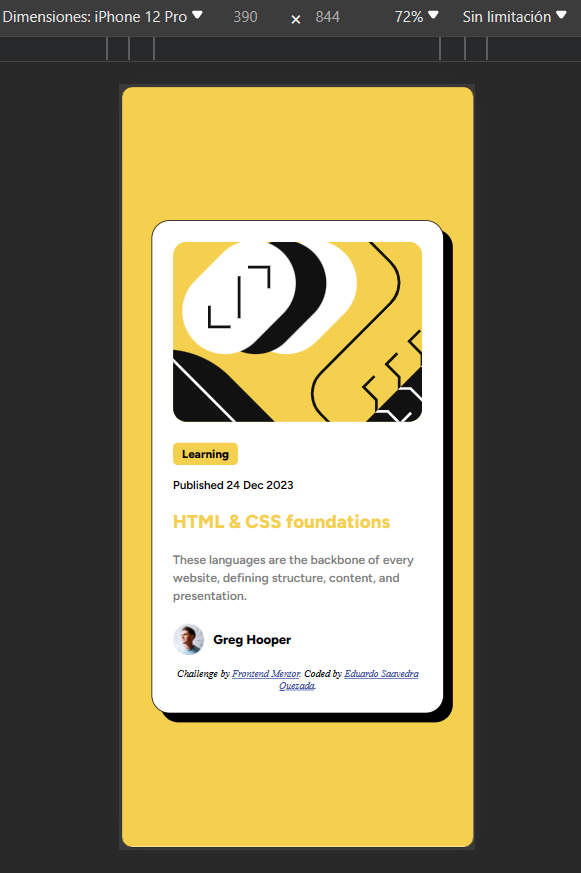 Dimensiones: iPhone 12 Pro 390 × 844 72% Sin limitación
Learning
Published 24 Dec 2023
HTML & CSS foundations
These languages are the backbone of every
website, defining structure, content, and
presentation.
Greg Hooper
Challenge by Frontend Mentor. Coded by Eduardo Saavedra
Quezada.